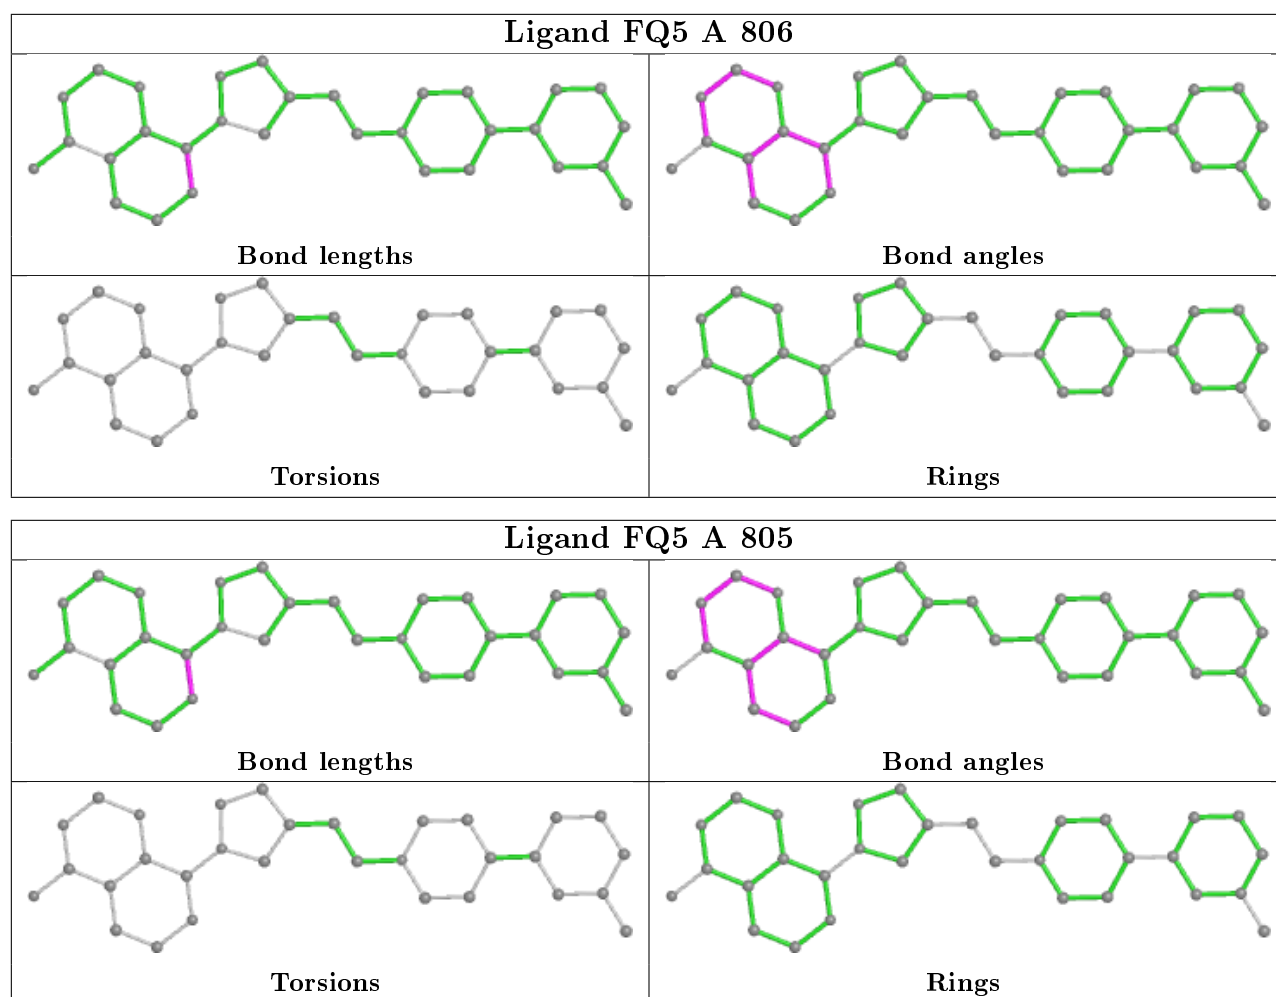 Ligand FQ5 A 806
Bond lengths
Bond angles
Torsions
Rings
Ligand FQ5 A 805
Bond lengths
Bond angles
Torsions
Rings